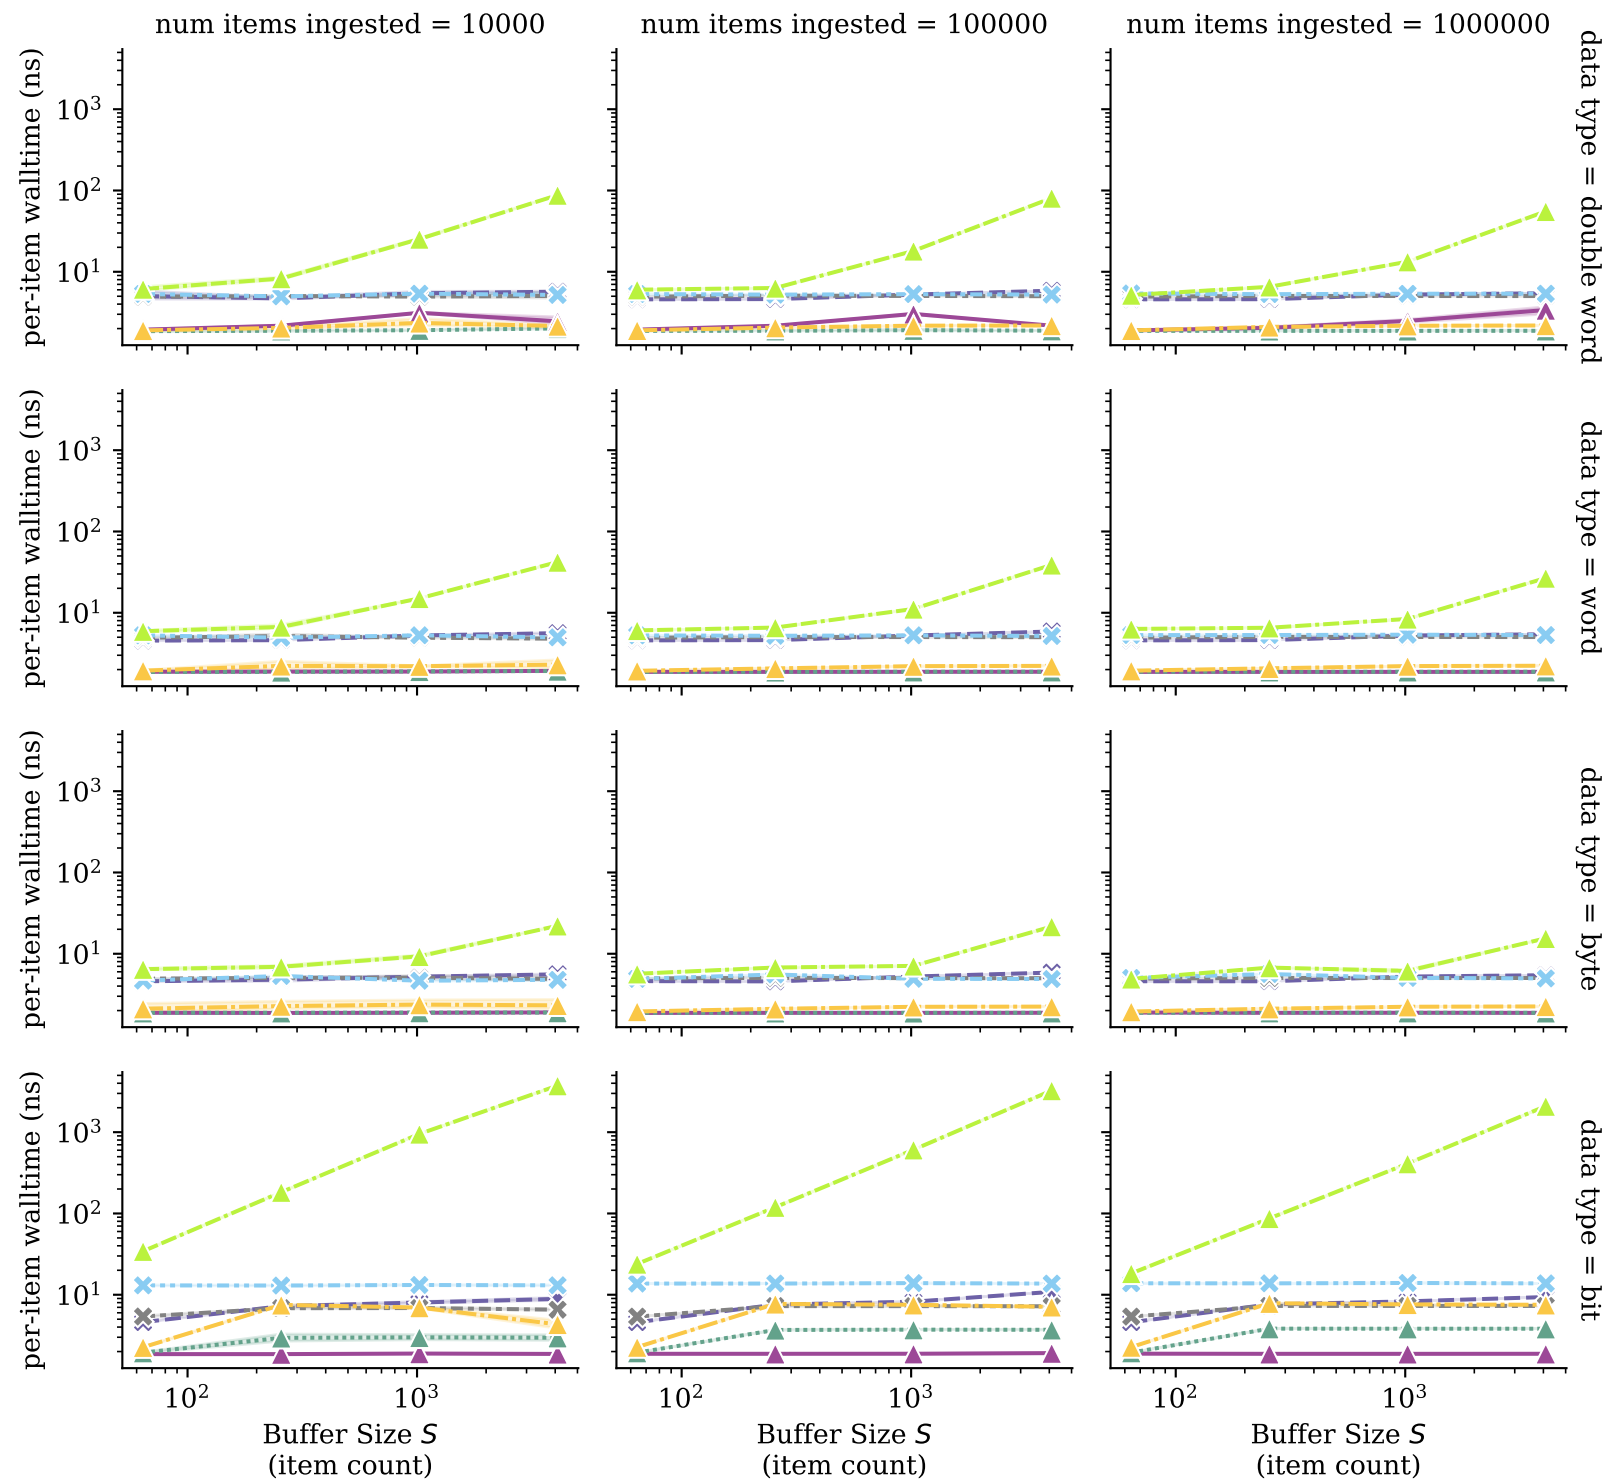 num items ingested = 10000
num items ingested = 100000
num items ingested = 1000000
per-item walltime (ns)
10³
10²
10¹
data type = double word
per-item walltime (ns)
10³
10²
10¹
data type = word
per-item walltime (ns)
10³
10²
10¹
data type = byte
per-item walltime (ns)
10³
10²
10¹
data type = bit
10² 10³
10² 10³
10² 10³
Buffer Size S
(item count)
Buffer Size S
(item count)
Buffer Size S
(item count)